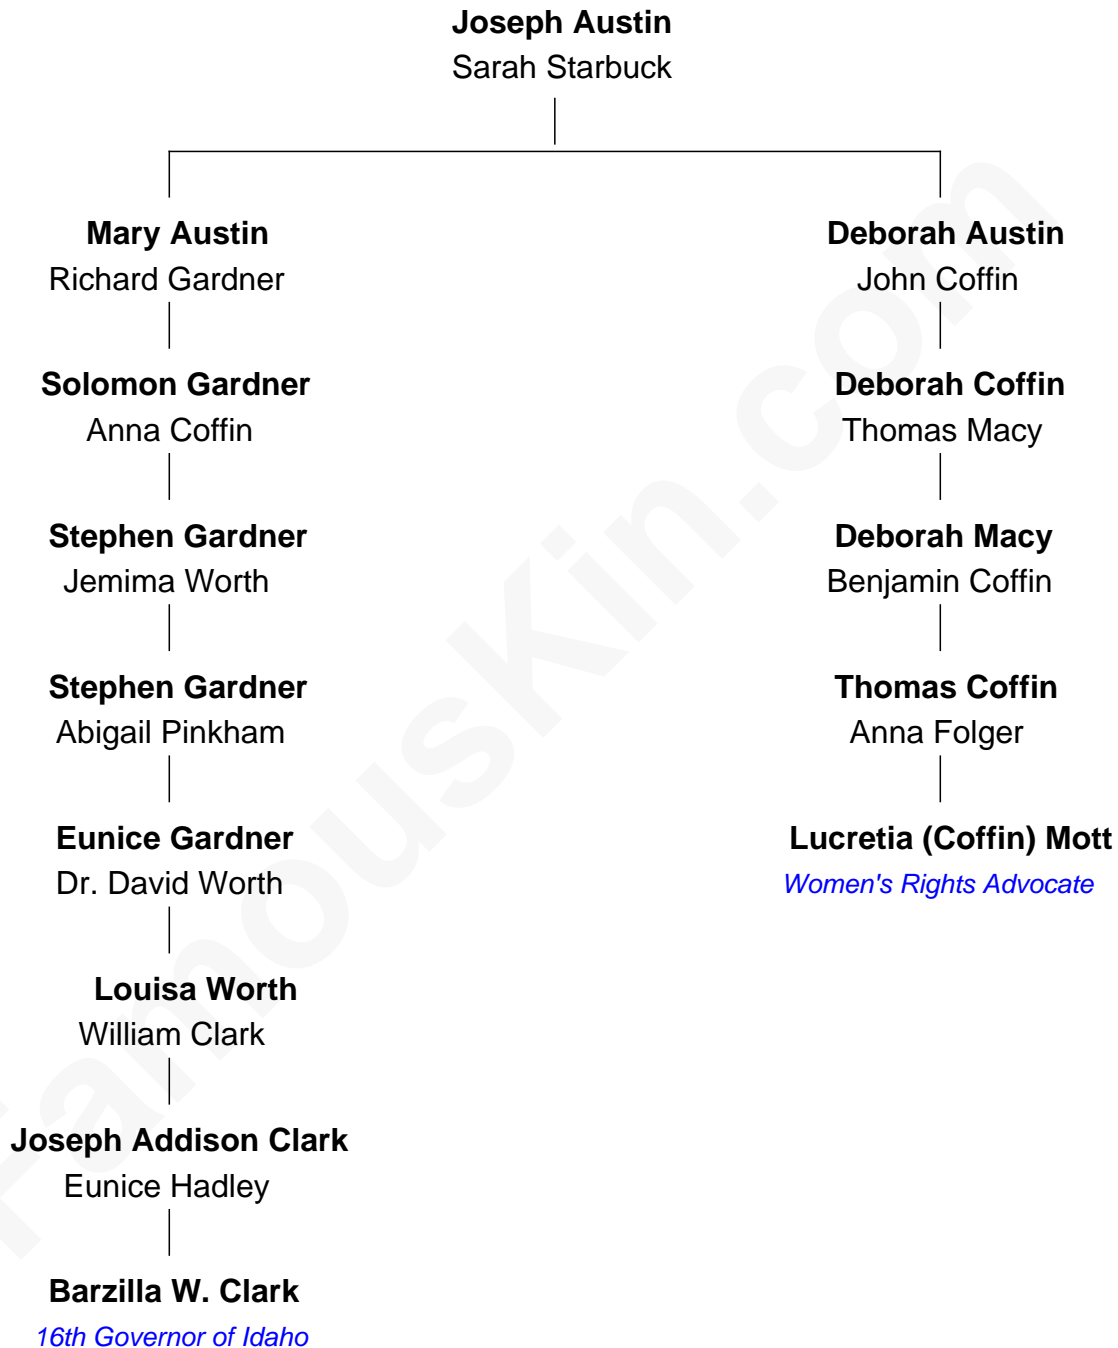 Joseph Austin
Sarah Starbuck
Mary Austin
Richard Gardner
Deborah Austin
John Coffin
Solomon Gardner
Anna Coffin
Deborah Coffin
Thomas Macy
Stephen Gardner
Jemima Worth
Deborah Macy
Benjamin Coffin
Stephen Gardner
Abigail Pinkham
Thomas Coffin
Anna Folger
Eunice Gardner
Dr. David Worth
Lucretia (Coffin) Mott
Women's Rights Advocate
Louisa Worth
William Clark
Joseph Addison Clark
Eunice Hadley
Barzilla W. Clark
16th Governor of Idaho
FamousKin.com